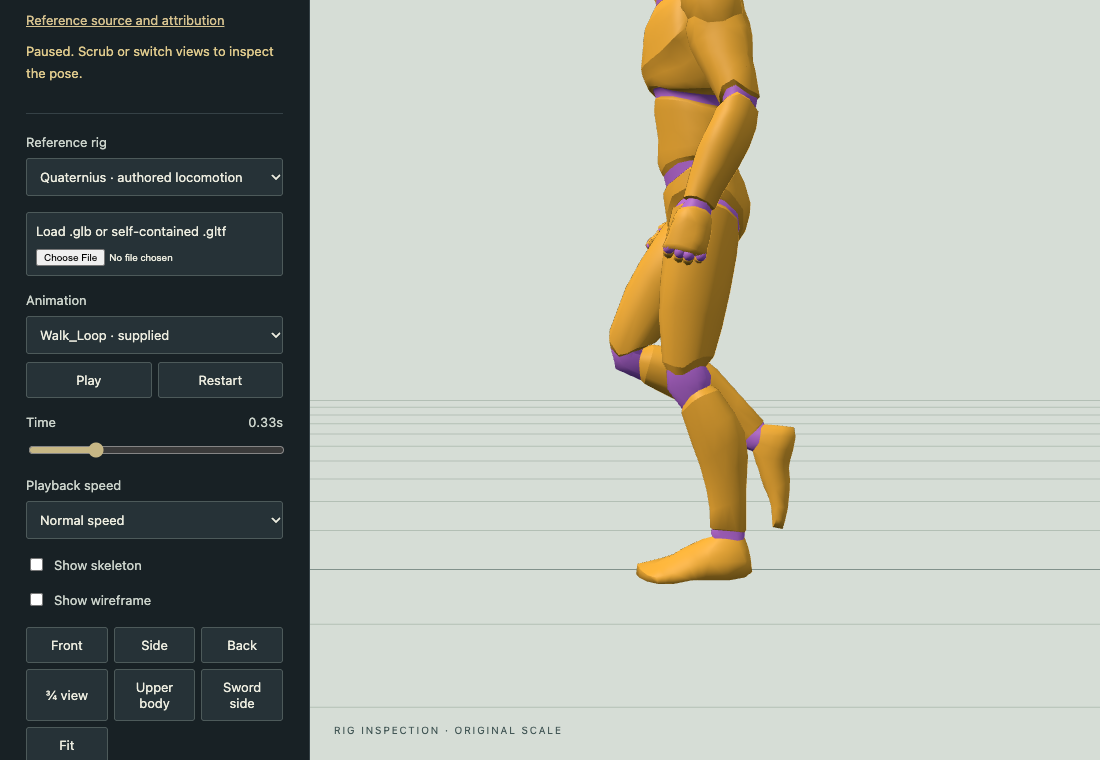 Reference source and attribution
Paused. Scrub or switch views to inspect
the pose.
Reference rig
Quaternius · authored locomotion
Load .glb or self-contained .gltf
Choose File No file chosen
Animation
Walk_Loop · supplied
Play Restart
Time 0.33s
Playback speed
Normal speed
Show skeleton
Show wireframe
Front Side Back
¾ view Upper body Sword side
Fit
RIG INSPECTION · ORIGINAL SCALE